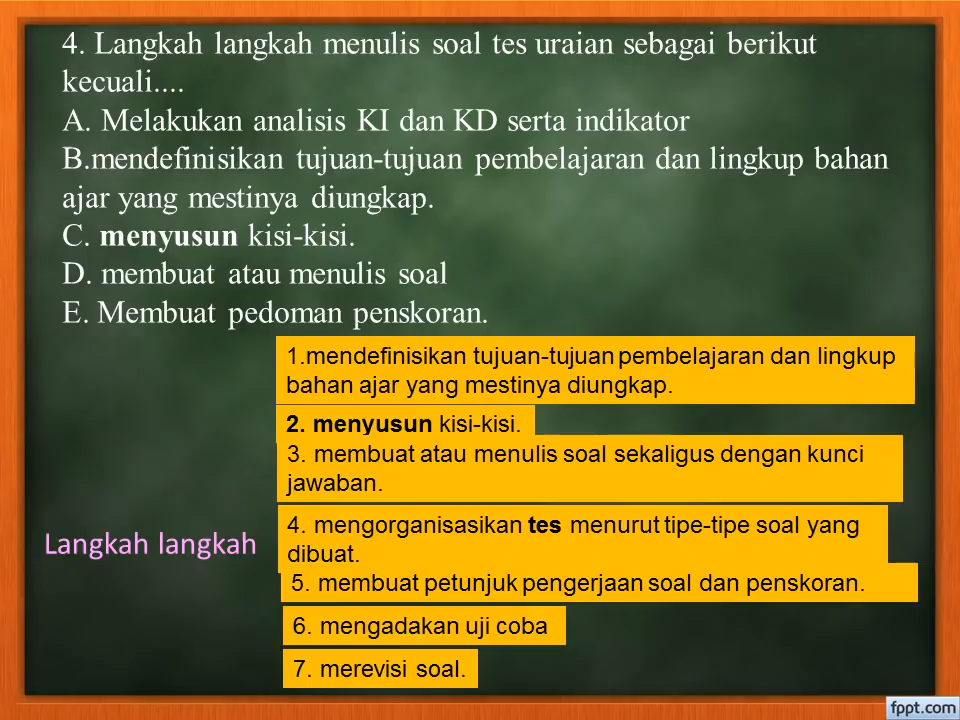 4. Langkah langkah menulis soal tes uraian sebagai berikut
kecuali....
A. Melakukan analisis KI dan KD serta indikator
B.mendefinisikan tujuan-tujuan pembelajaran dan lingkup bahan
ajar yang mestinya diungkap.
C. menyusun kisi-kisi.
D. membuat atau menulis soal
E. Membuat pedoman penskoran.
1.mendefinisikan tujuan-tujuan pembelajaran dan lingkup
bahan ajar yang mestinya diungkap.
2. menyusun kisi-kisi.
3. membuat atau menulis soal sekaligus dengan kunci
jawaban.
Langkah langkah
4. mengorganisasikan tes menurut tipe-tipe soal yang
dibuat.
5. membuat petunjuk pengerjaan soal dan penskoran.
6. mengadakan uji coba
7. merevisi soal.
fppt.com